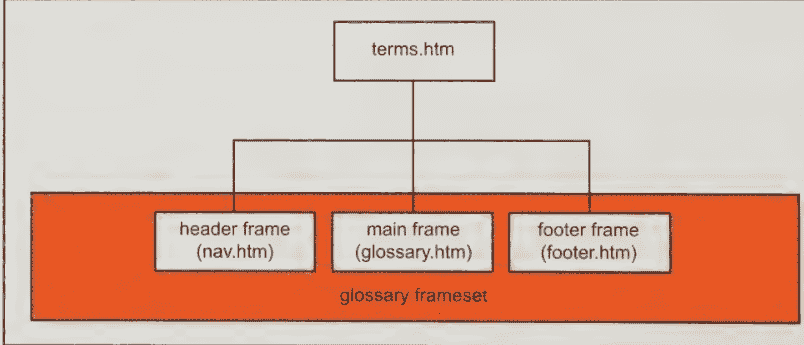 terms.htm
header frame
(nav.htm)
main frame
(glossary.htm)
footer frame
(footer.htm)
glossary frameset